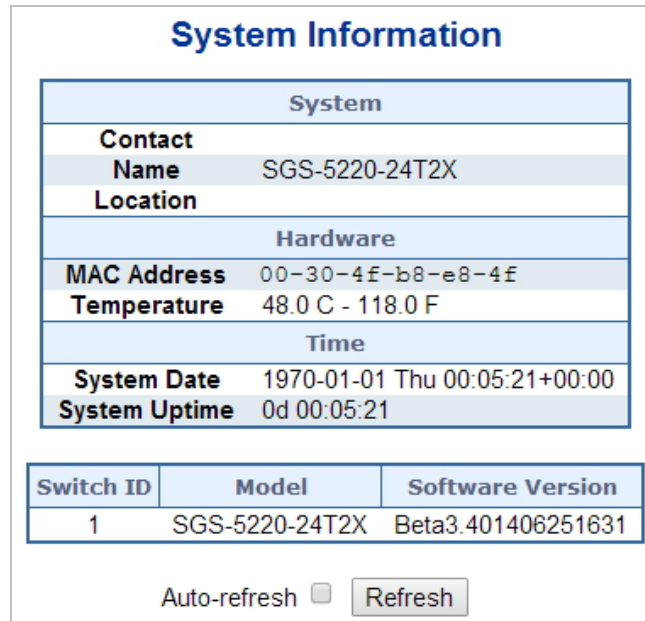 System Information
System
Contact
Name SGS-5220-24T2X
Location
Hardware
MAC Address 00-30-4f-b8-e8-4f
Temperature 48.0 C - 118.0 F
Time
System Date 1970-01-01 Thu 00:05:21+00:00
System Uptime 0d 00:05:21
Switch ID Model Software Version
1 SGS-5220-24T2X Beta3.401406251631
Auto-refresh Refresh